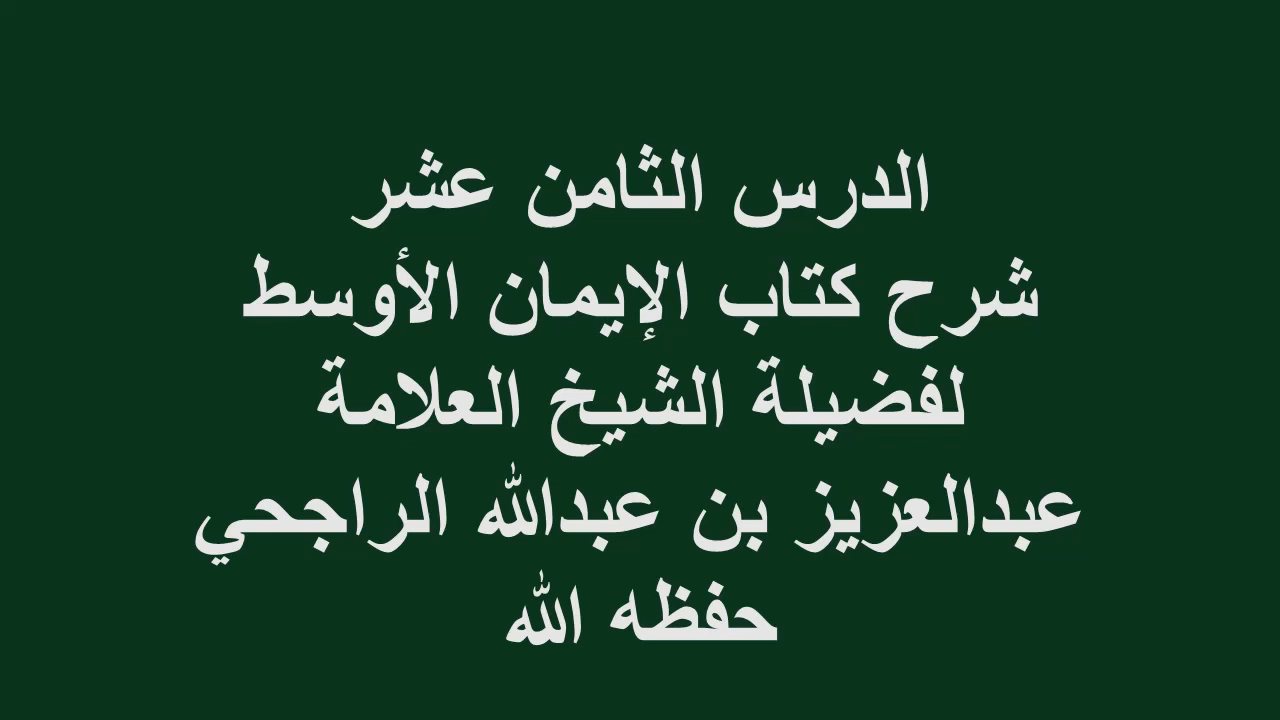 الدرس الثامن عشر
شرح كتاب الإيمان الأوسط
لفضيلة الشيخ العلامة
عبدالعزيز بن عبدالله الراجحي
حفظه الله